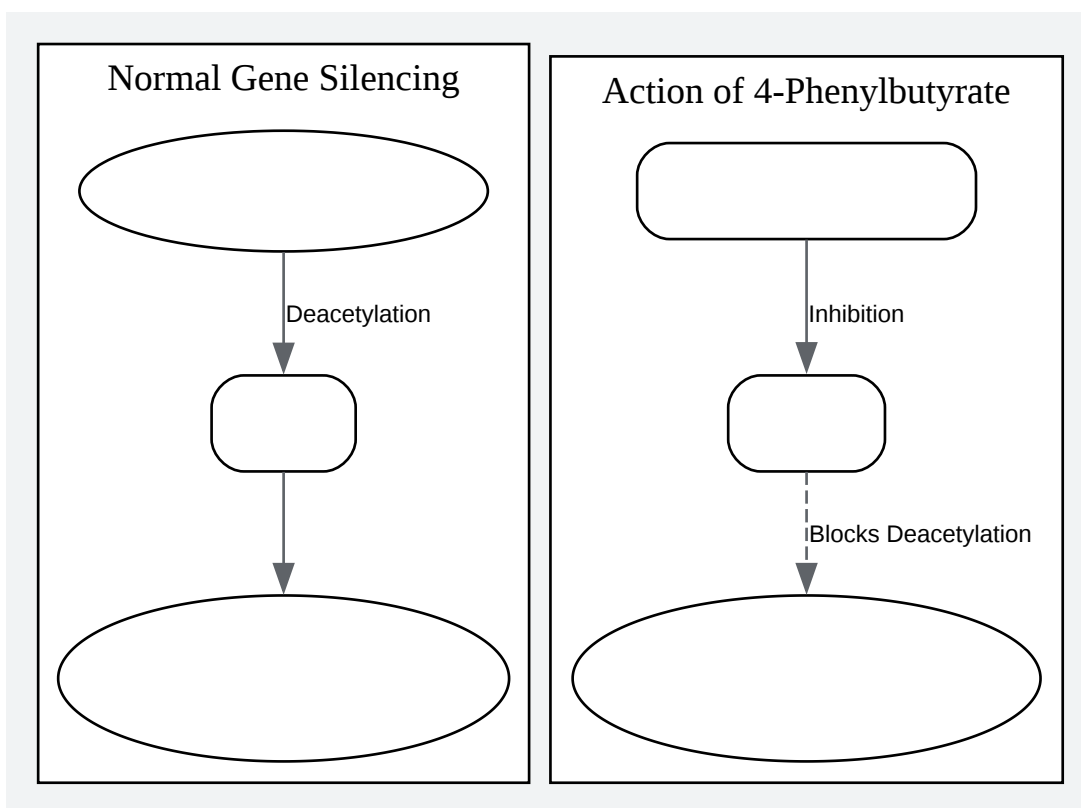 Normal Gene Silencing
Deacetylation
Action of 4-Phenylbutyrate
Inhibition
Blocks Deacetylation